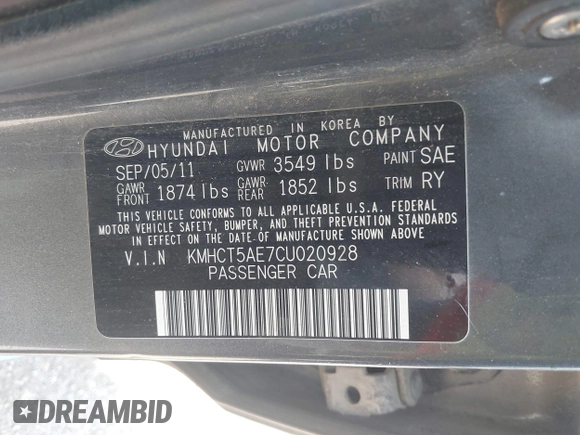 MANUFACTURED IN KOREA BY
HYUNDAI MOTOR COMPANY
SEP/05/11 GVWR 3549 lbs PAINT SAE
GAWR FRONT 1874 lbs GAWR REAR 1852 lbs TRIM RY
THIS VEHICLE CONFORMS TO ALL APPLICABLE U.S.A. FEDERAL
MOTOR VEHICLE SAFETY, BUMPER, AND THEFT PREVENTION STANDARDS
IN EFFECT ON THE DATE OF MANUFACTURE SHOWN ABOVE
V.I.N KMHCT5AE7CU020928
PASSENGER CAR
DREAMBID